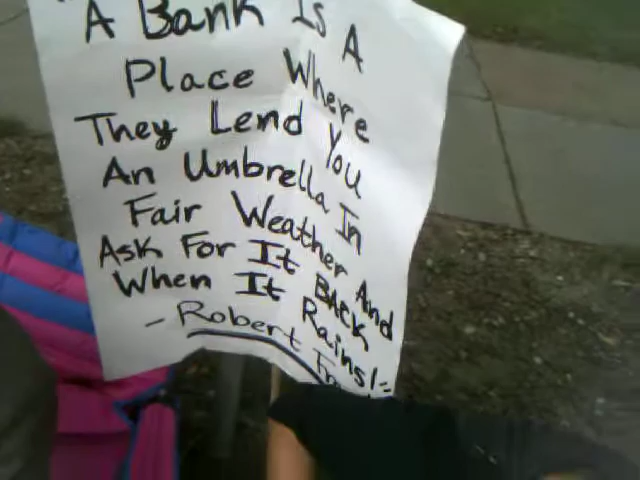 A Bank Is A
Place Where
They Lend You
An Umbrella In
Fair Weather And
Ask For It BAck
When It Rains!
- Robert